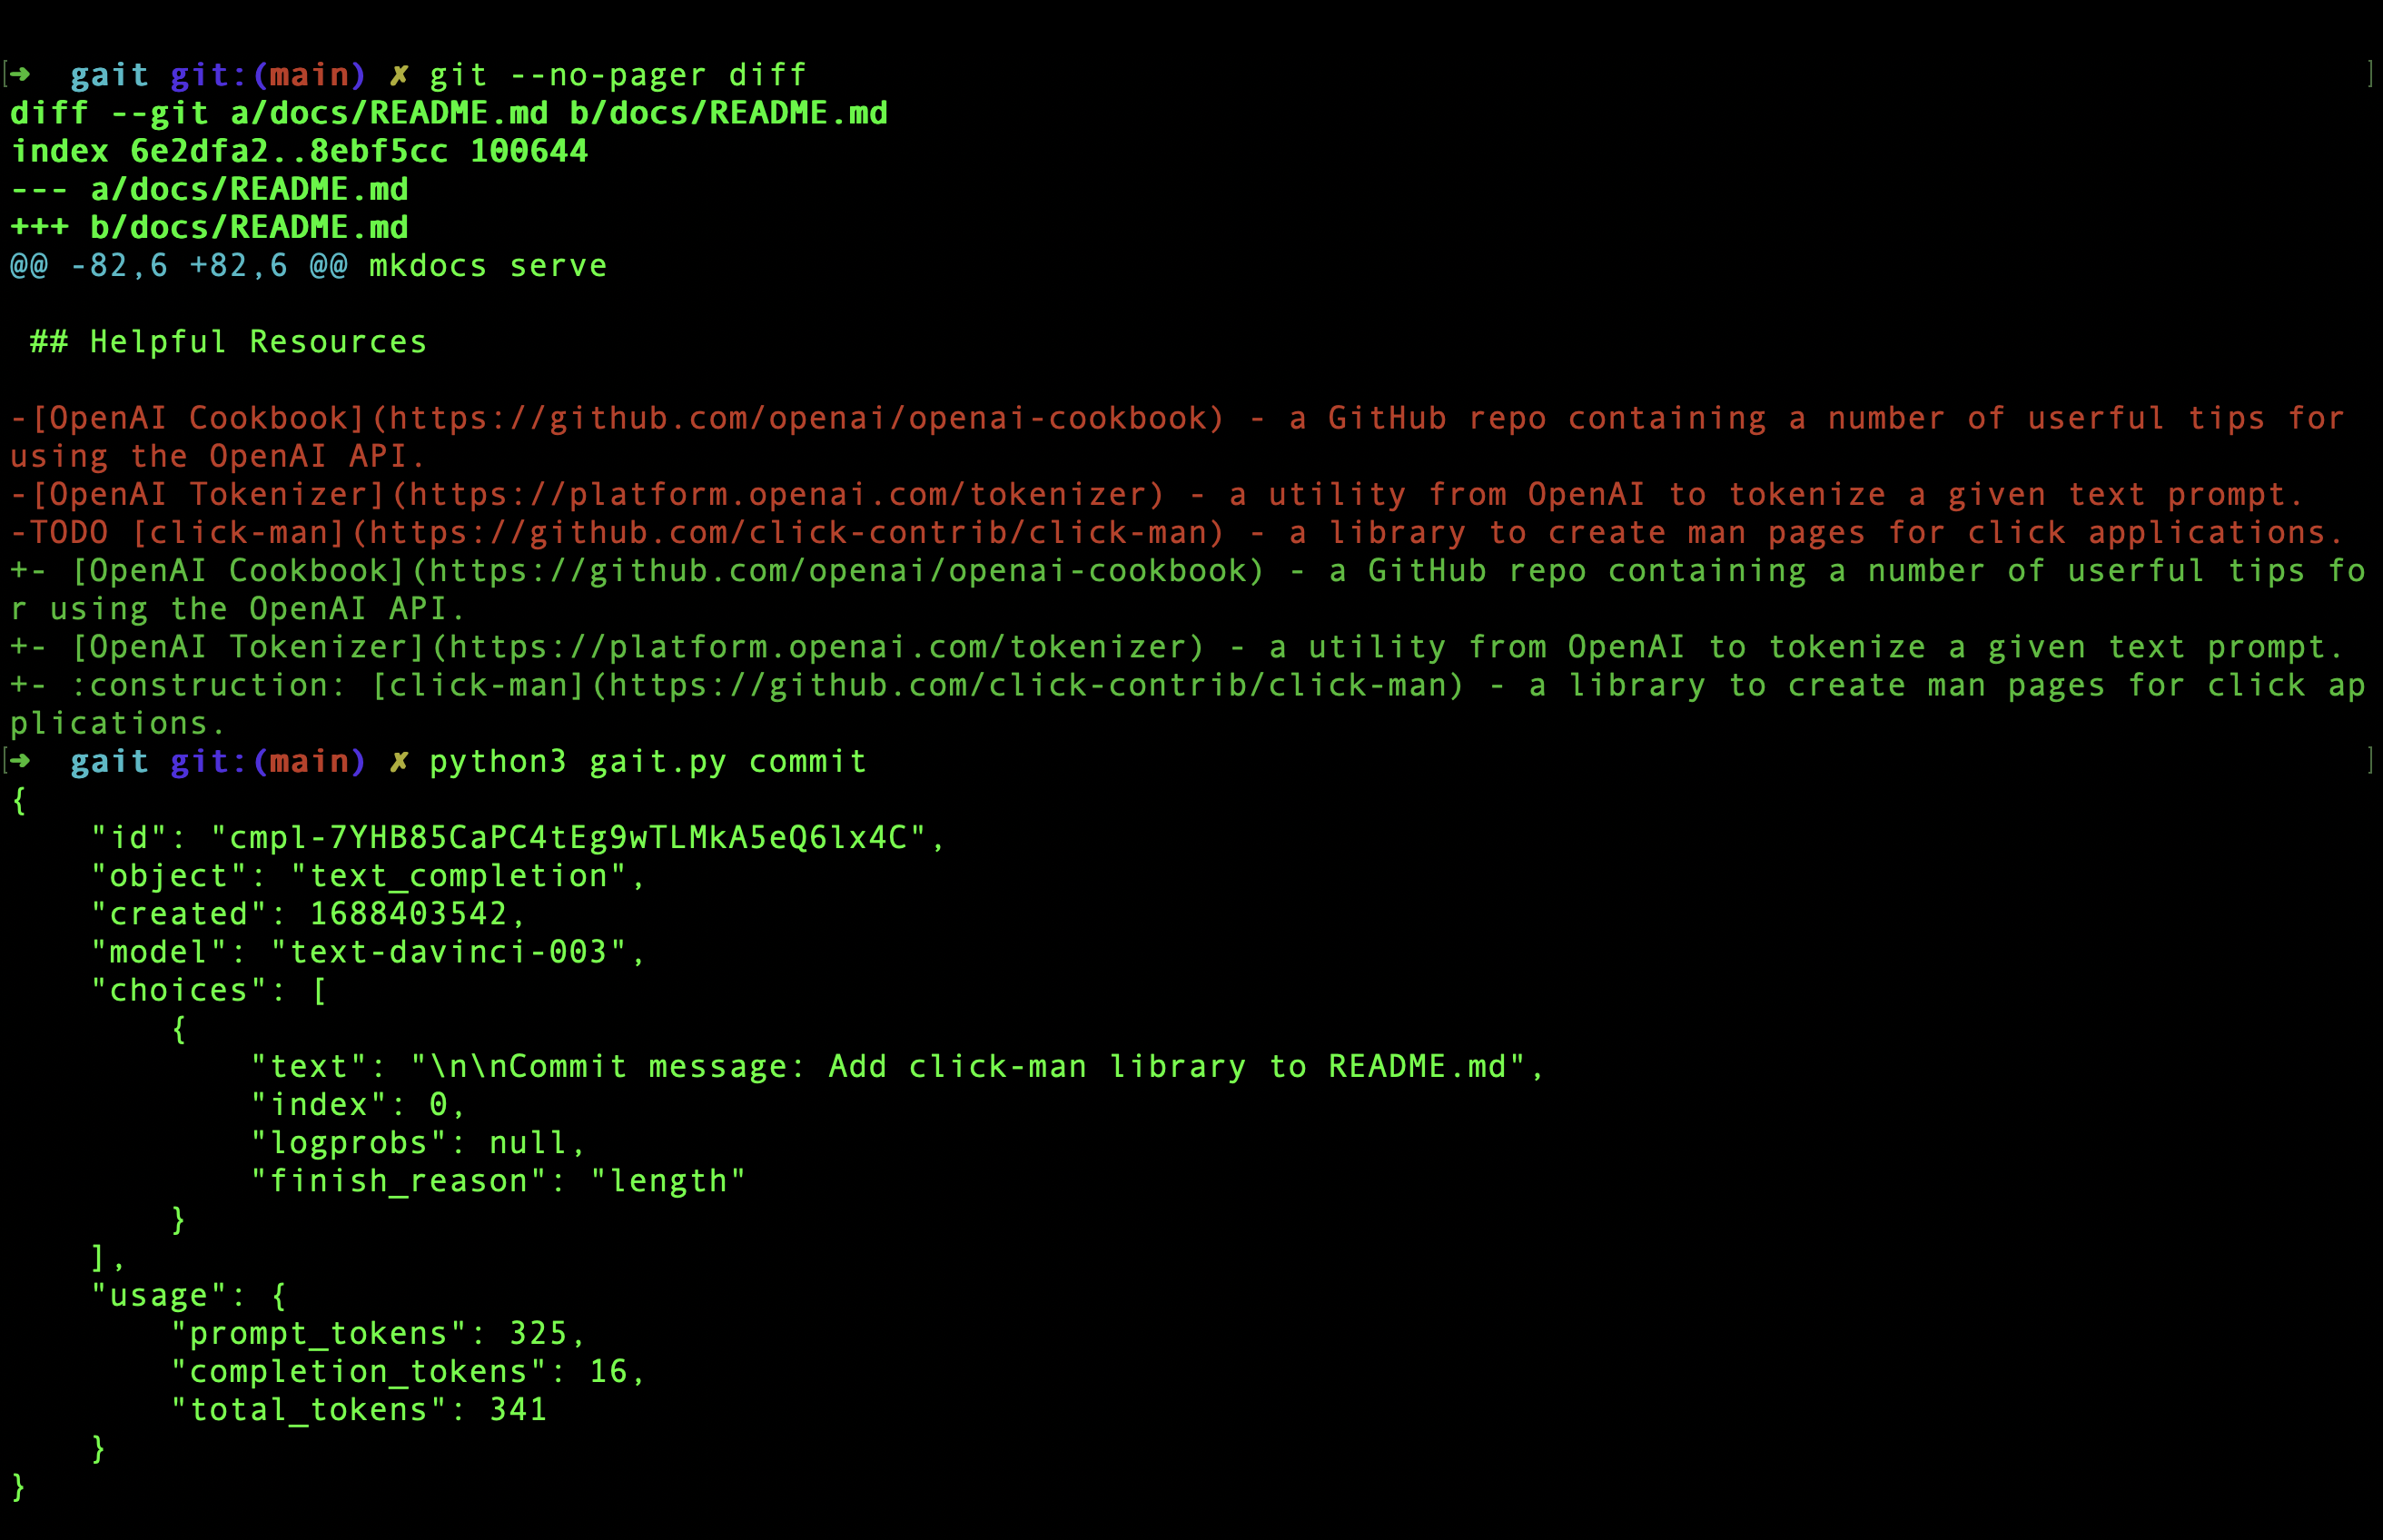 [➜  gait git:(main) ✗ git --no-pager diff ]
diff --git a/docs/README.md b/docs/README.md
index 6e2dfa2..8ebf5cc 100644
--- a/docs/README.md
+++ b/docs/README.md
@@ -82,6 +82,6 @@ mkdocs serve
 ## Helpful Resources
-[OpenAI Cookbook](https://github.com/openai/openai-cookbook) - a GitHub repo containing a number of userful tips for
using the OpenAI API.
-[OpenAI Tokenizer](https://platform.openai.com/tokenizer) - a utility from OpenAI to tokenize a given text prompt.
-TODO [click-man](https://github.com/click-contrib/click-man) - a library to create man pages for click applications.
+- [OpenAI Cookbook](https://github.com/openai/openai-cookbook) - a GitHub repo containing a number of userful tips fo
r using the OpenAI API.
+- [OpenAI Tokenizer](https://platform.openai.com/tokenizer) - a utility from OpenAI to tokenize a given text prompt.
+- :construction: [click-man](https://github.com/click-contrib/click-man) - a library to create man pages for click ap
plications.
[➜  gait git:(main) ✗ python3 gait.py commit ]
{
    "id": "cmpl-7YHB85CaPC4tEg9wTLMkA5eQ6lx4C",
    "object": "text_completion",
    "created": 1688403542,
    "model": "text-davinci-003",
    "choices": [
        {
            "text": "\n\nCommit message: Add click-man library to README.md",
            "index": 0,
            "logprobs": null,
            "finish_reason": "length"
        }
    ],
    "usage": {
        "prompt_tokens": 325,
        "completion_tokens": 16,
        "total_tokens": 341
    }
}